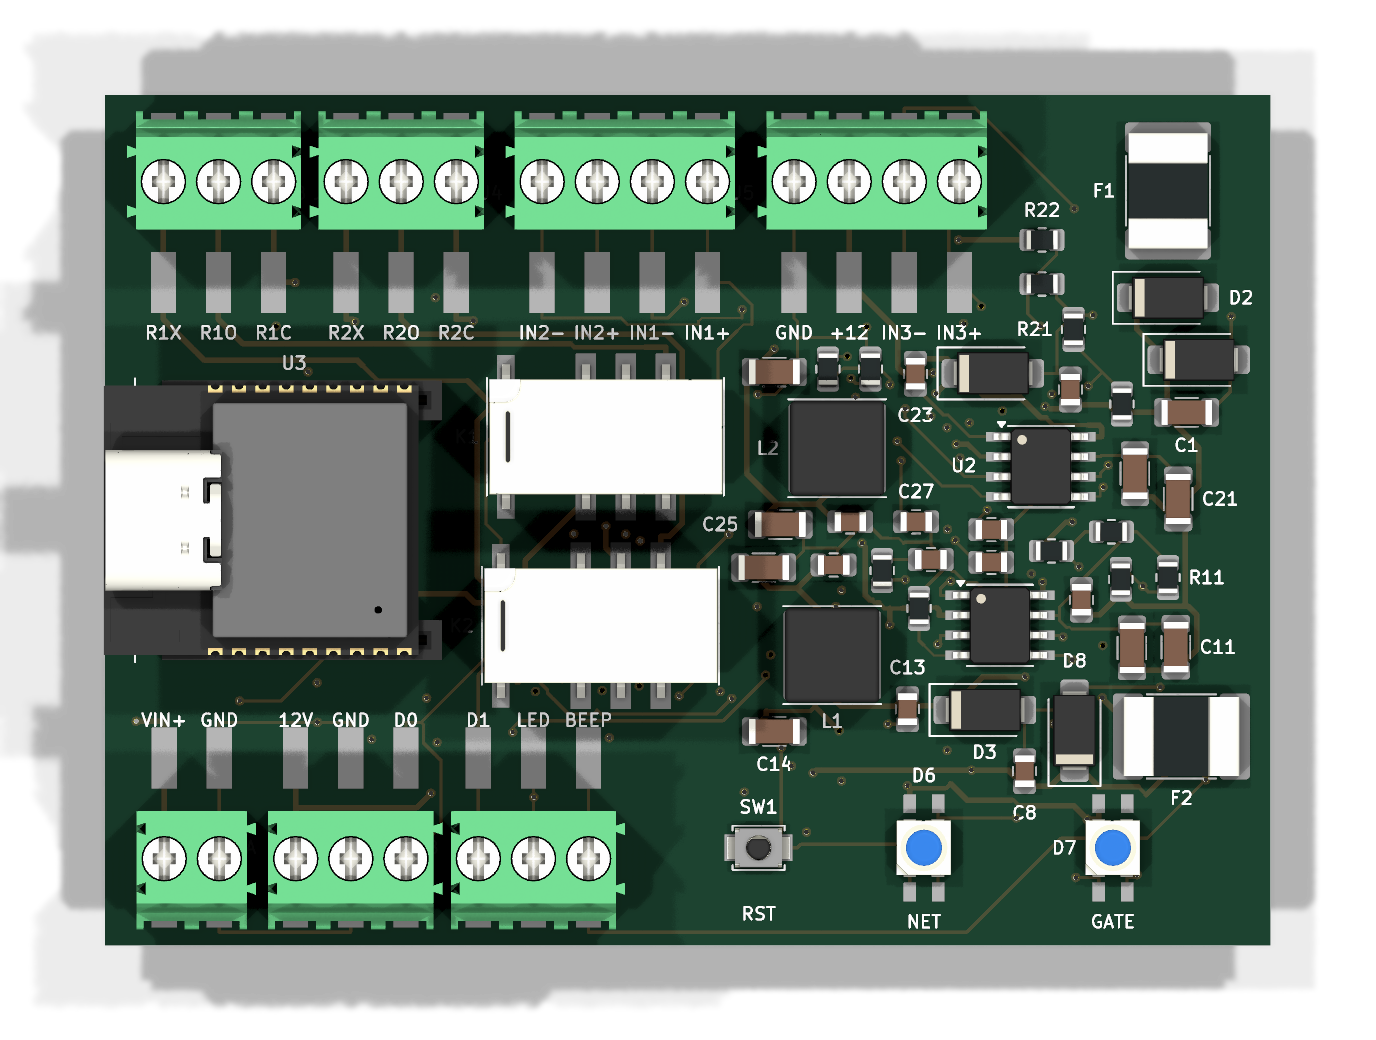 F1
R22
D2
R1X R1O R1C R2X R2O R2C IN2- IN2+ IN1- IN1+ GND +12 IN3- IN3+ R21
U3
C23
C1
L2 U2
C27
C25 C21
R11
C11
D8
C13
VIN+ GND 12V GND D0 D1 LED BEEP L1
D3
C14
D6
F2
SW1 C8
D7
RST NET GATE